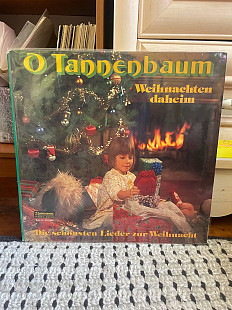 O Tannenbaum
Weihnachten
daheim
Die schönsten Lieder zur Weihnacht